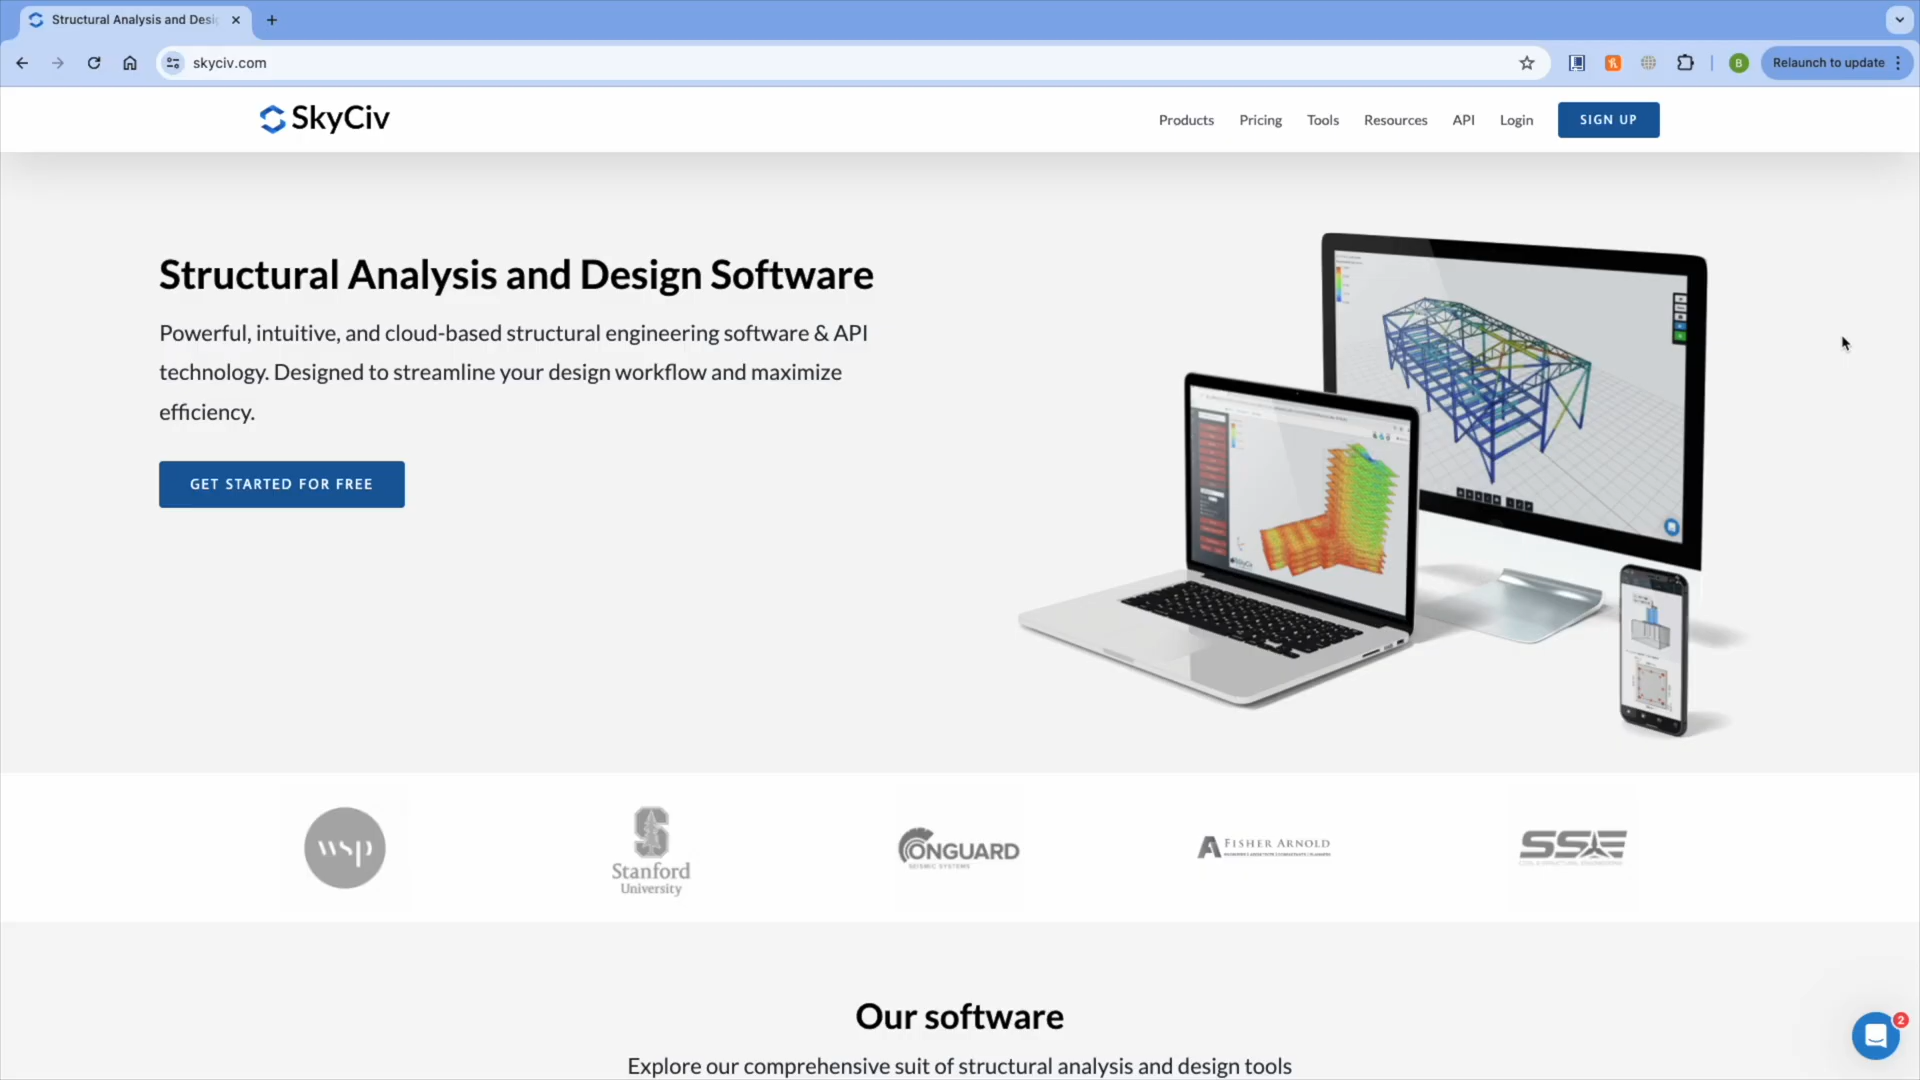 Structural Analysis and Desi
skyciv.com
B
Relaunch to update
SkyCiv
Products
Pricing
Tools
Resources
API
Login
SIGN UP
Structural Analysis and Design Software
Powerful, intuitive, and cloud-based structural engineering software & API
technology. Designed to streamline your design workflow and maximize
efficiency.
GET STARTED FOR FREE
wsp
Stanford
University
ONGUARD
SEISMIC SYSTEMS
FISHER ARNOLD
SSE
Our software
Explore our comprehensive suit of structural analysis and design tools
2